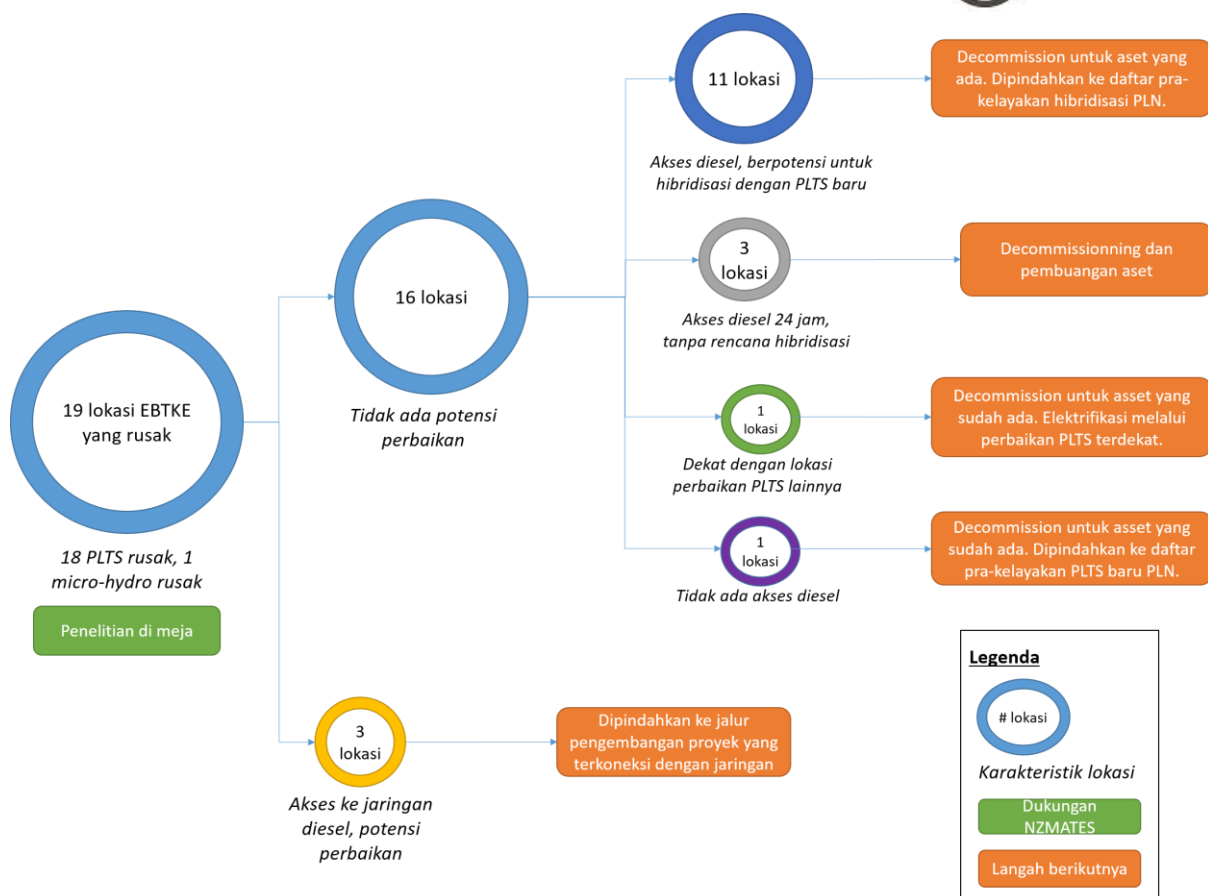 19 lokasi EBTKE
yang rusak
18 PLTS rusak, 1
micro-hydro rusak
Penelitian di meja
16 lokasi
Tidak ada potensi
perbaikan
11 lokasi
Akses diesel, berpotensi untuk
hibridisasi dengan PLTS baru
Decommission untuk aset yang
ada. Dipindahkan ke daftar pra-
kelayakan hibridisasi PLN.
3
lokasi
Akses diesel 24 jam,
tanpa rencana hibridisasi
Decommissionning dan
pembuangan aset
1
lokasi
Dekat dengan lokasi
perbaikan PLTS lainnya
Decommission untuk asset yang
sudah ada. Elektrifikasi melalui
perbaikan PLTS terdekat.
1
lokasi
Tidak ada akses diesel
Decommission untuk asset yang
sudah ada. Dipindahkan ke daftar
pra-kelayakan PLTS baru PLN.
3
lokasi
Akses ke jaringan
diesel, potensi
perbaikan
Dipindahkan ke jalur
pengembangan proyek yang
terkoneksi dengan jaringan
Legenda
# lokasi
Karakteristik lokasi
Dukungan
NZMATES
Langah berikutnya